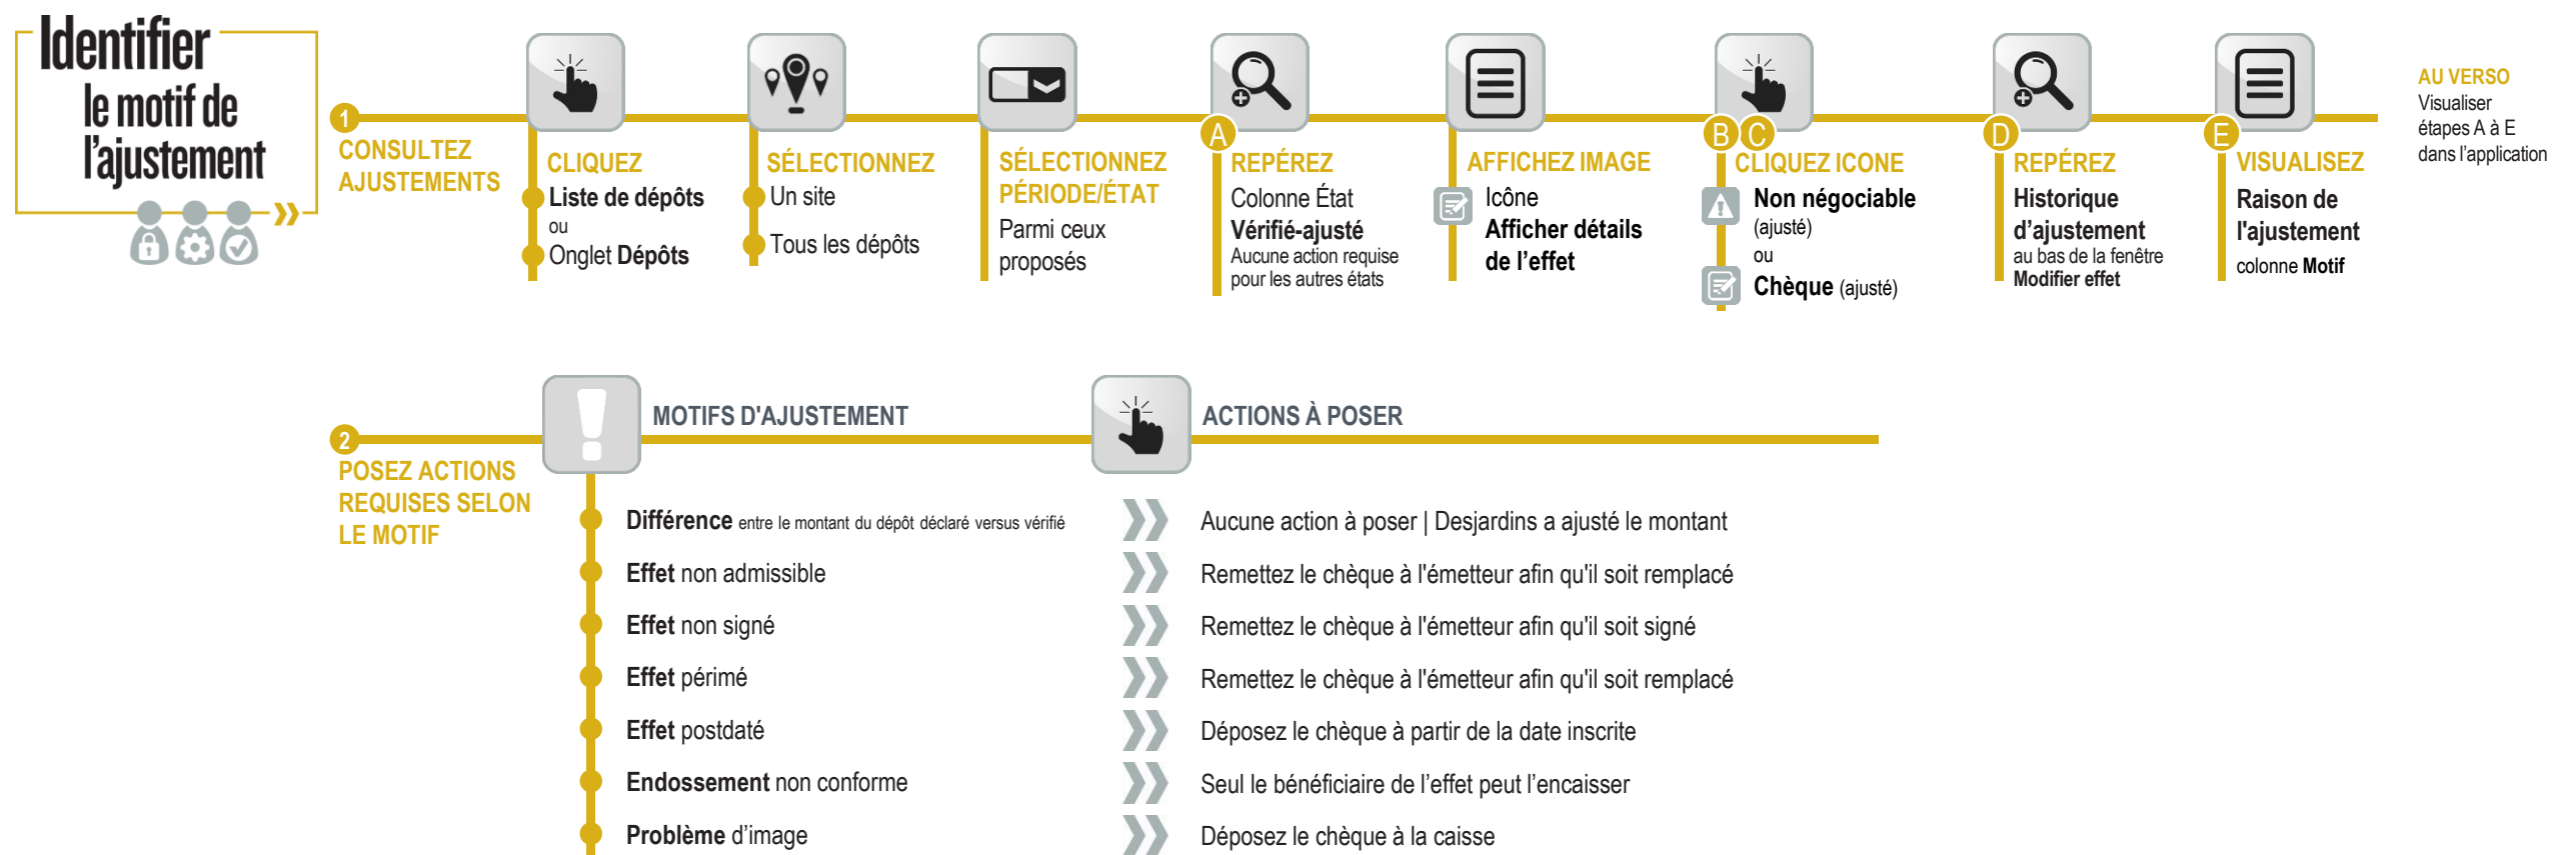 Identifier
le motif de
l'ajustement
1
CONSULTEZ
AJUSTEMENTS
CLIQUEZ
Liste de dépôts
ou
Onglet Dépôts
SÉLECTIONNEZ
Un site
Tous les dépôts
SÉLECTIONNEZ
PÉRIODE/ÉTAT
Parmi ceux
proposés
A
REPÉREZ
Colonne État
Vérifié-ajusté
Aucune action requise
pour les autres états
AFFICHEZ IMAGE
Icône
Afficher détails
de l'effet
B C
CLIQUEZ ICONE
Non négociable
(ajusté)
ou
Chèque (ajusté)
D
REPÉREZ
Historique
d'ajustement
au bas de la fenêtre
Modifier effet
E
VISUALISEZ
Raison de
l'ajustement
colonne Motif
AU VERSO
Visualiser
étapes A à E
dans l'application
2
POSEZ ACTIONS
REQUISES SELON
LE MOTIF
MOTIFS D'AJUSTEMENT
ACTIONS À POSER
Différence entre le montant du dépôt déclaré versus vérifié
Aucune action à poser | Desjardins a ajusté le montant
Effet non admissible
Remettez le chèque à l'émetteur afin qu'il soit remplacé
Effet non signé
Remettez le chèque à l'émetteur afin qu'il soit signé
Effet périmé
Remettez le chèque à l'émetteur afin qu'il soit remplacé
Effet postdaté
Déposez le chèque à partir de la date inscrite
Endossement non conforme
Seul le bénéficiaire de l'effet peut l'encaisser
Problème d'image
Déposez le chèque à la caisse